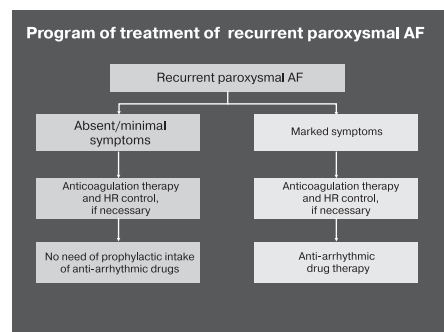 Program of treatment of recurrent paroxysmal AF
Recurrent paroxysmal AF
Absent/minimal
symptoms
Marked symptoms
Anticoagulation therapy
and HR control,
if necessary
Anticoagulation therapy
and HR control,
if necessary
No need of prophylactic intake
of anti-arrhythmic drugs
Anti-arrhythmic
drug therapy